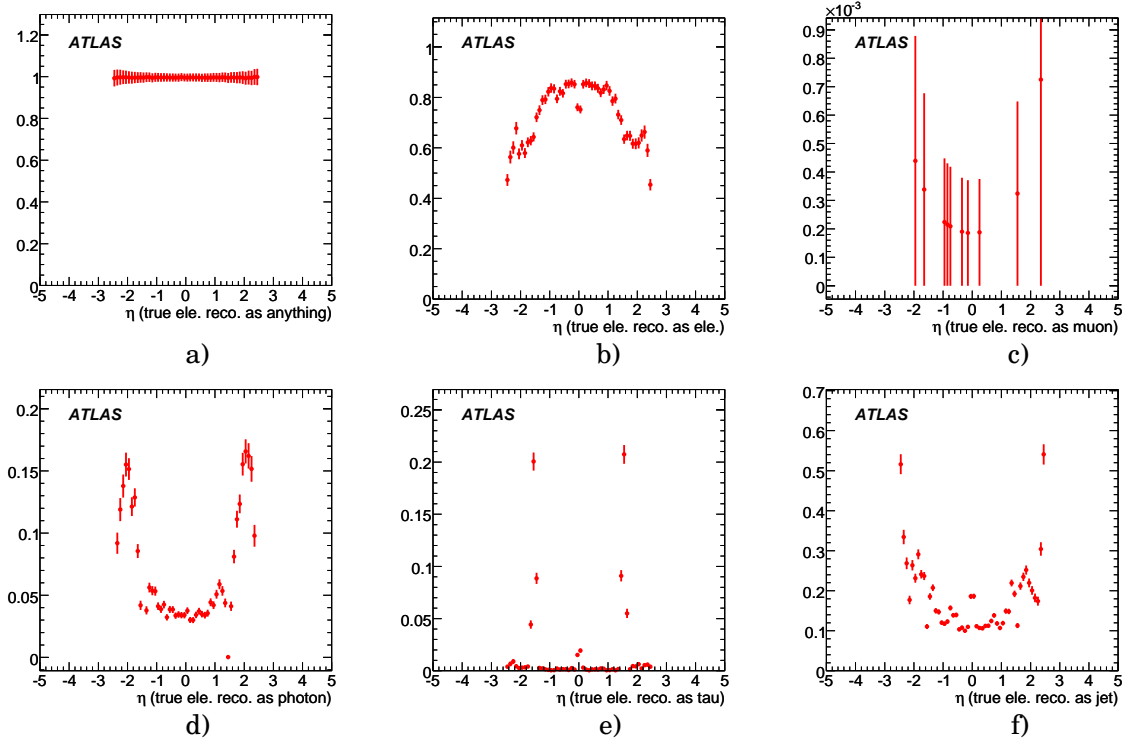 ATLAS
1.2
1
0.8
0.6
0.4
0.2
0
-5 -4 -3 -2 -1 0 1 2 3 4 5
η (true ele. reco. as anything)
a)
ATLAS
1
0.8
0.6
0.4
0.2
0
-5 -4 -3 -2 -1 0 1 2 3 4 5
η (true ele. reco. as ele.)
b)
×10⁻³
ATLAS
0.9
0.8
0.7
0.6
0.5
0.4
0.3
0.2
0.1
0
-5 -4 -3 -2 -1 0 1 2 3 4 5
η (true ele. reco. as muon)
c)
ATLAS
0.2
0.15
0.1
0.05
0
-5 -4 -3 -2 -1 0 1 2 3 4 5
η (true ele. reco. as photon)
d)
ATLAS
0.25
0.2
0.15
0.1
0.05
0
-5 -4 -3 -2 -1 0 1 2 3 4 5
η (true ele. reco. as tau)
e)
ATLAS
0.7
0.6
0.5
0.4
0.3
0.2
0.1
0
-5 -4 -3 -2 -1 0 1 2 3 4 5
η (true ele. reco. as jet)
f)